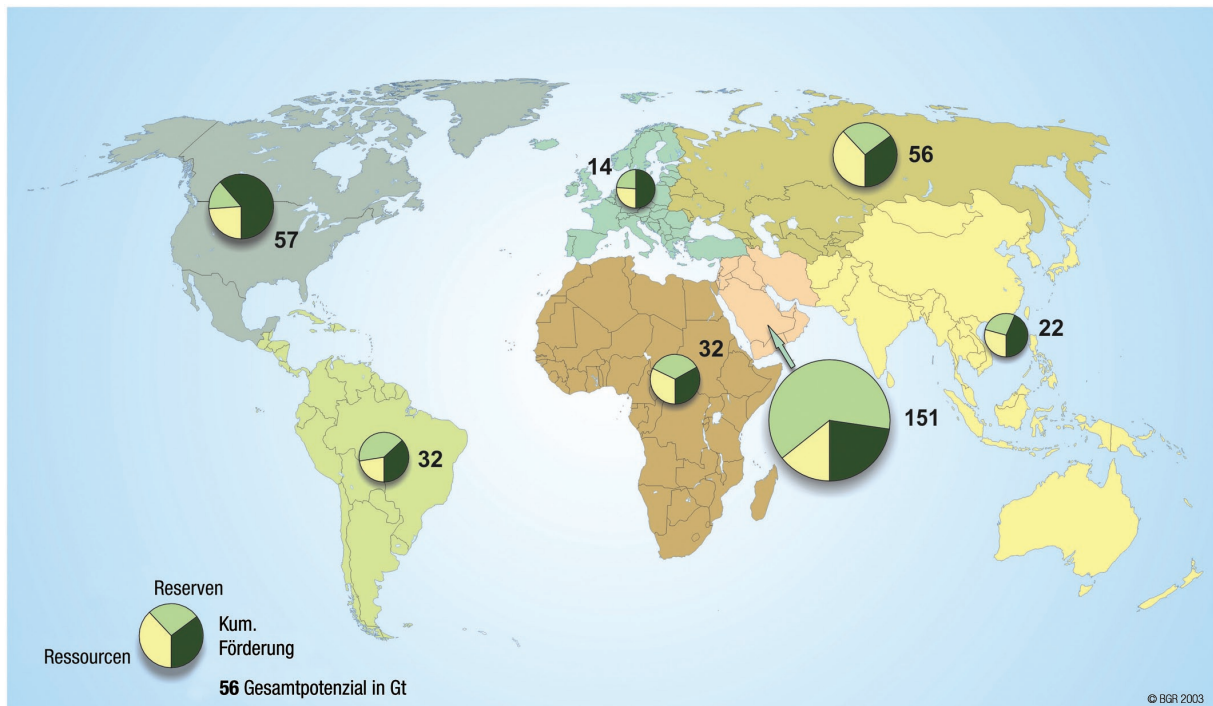 14
56
57
22
32
151
32
Reserven
Kum.
Förderung
Ressourcen
56 Gesamtpotenzial in Gt
© BGR 2003